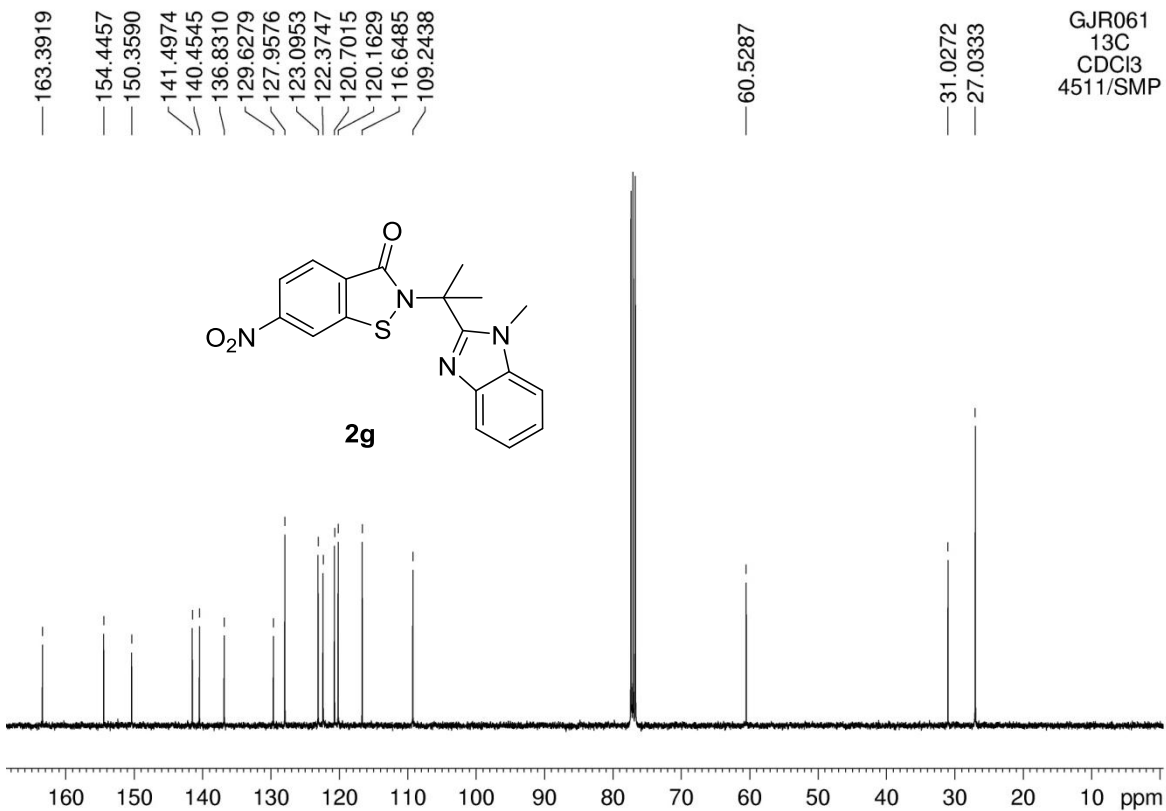 163.3919
154.4457
150.3590
141.4974
140.4545
136.8310
129.6279
127.9576
123.0953
122.3747
120.7015
120.1629
116.6485
109.2438
60.5287
31.0272
27.0333
GJR061
13C
CDCl3
4511/SMP
O
N
N
S
O2N
N
2g
160 150 140 130 120 110 100 90 80 70 60 50 40 30 20 10 ppm